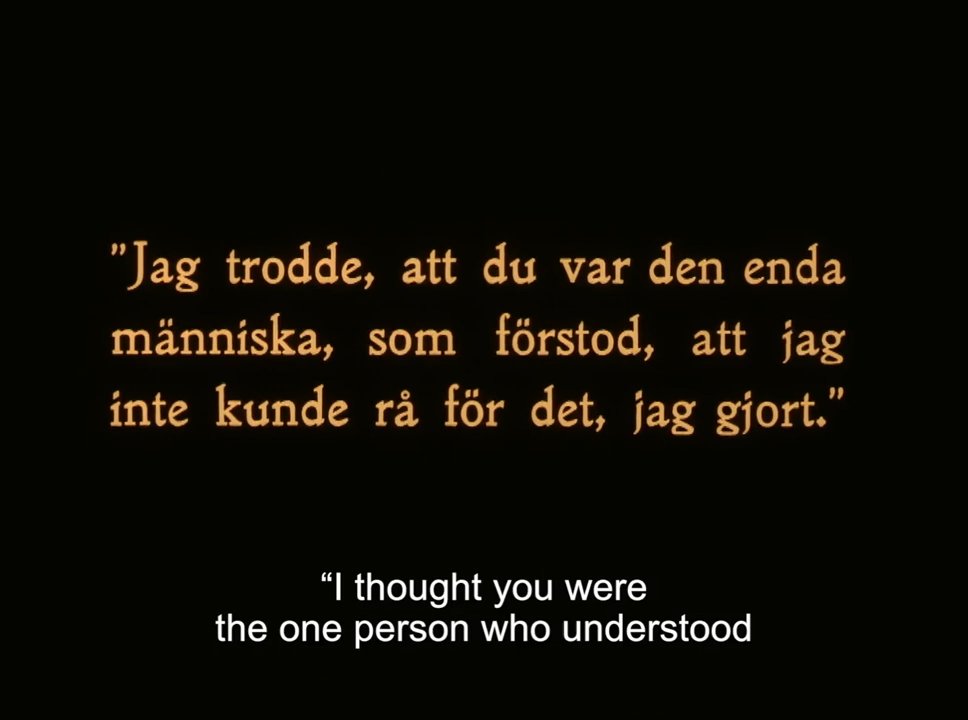 "Jag trodde, att du var den enda
människa, som förstod, att jag
inte kunde rå för det, jag gjort."
“I thought you were
the one person who understood